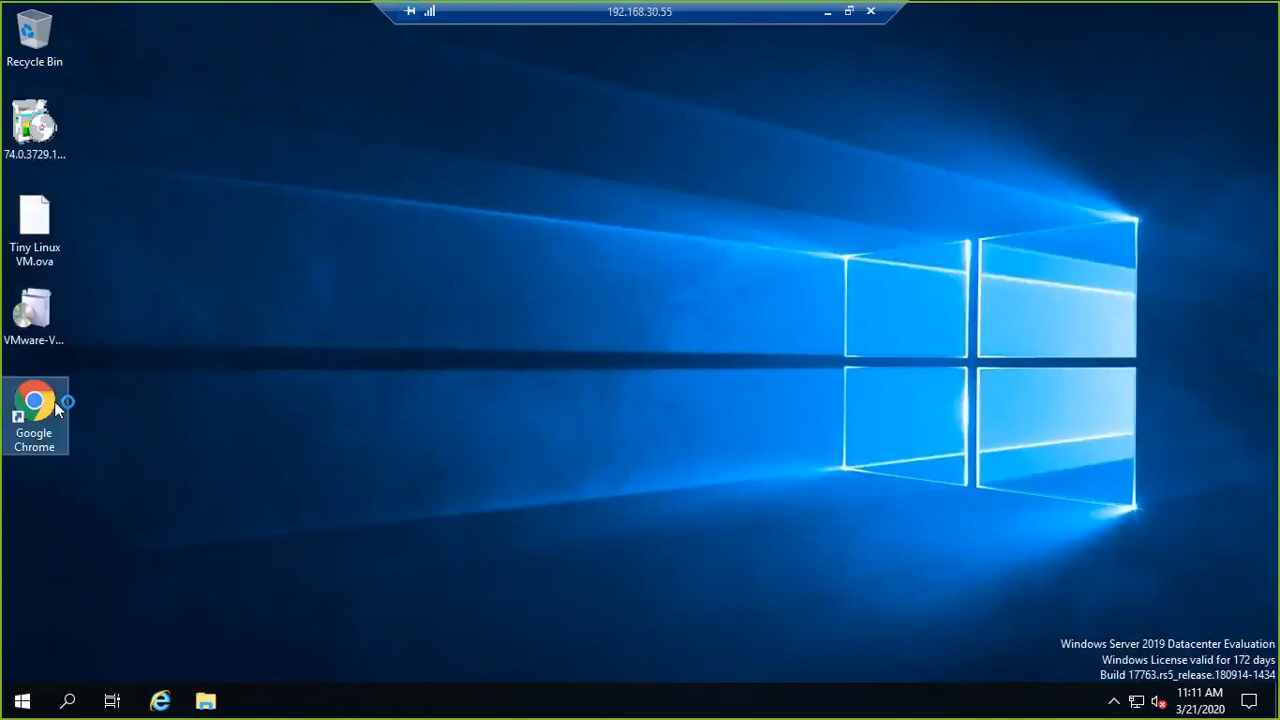 192.168.30.55
Recycle Bin
74.0.3729.1...
Tiny Linux
VM.ova
VMware-V...
Google
Chrome
Windows Server 2019 Datacenter Evaluation
Windows License valid for 172 days
Build 17763.rs5_release.180914-1434
11:11 AM
3/21/2020